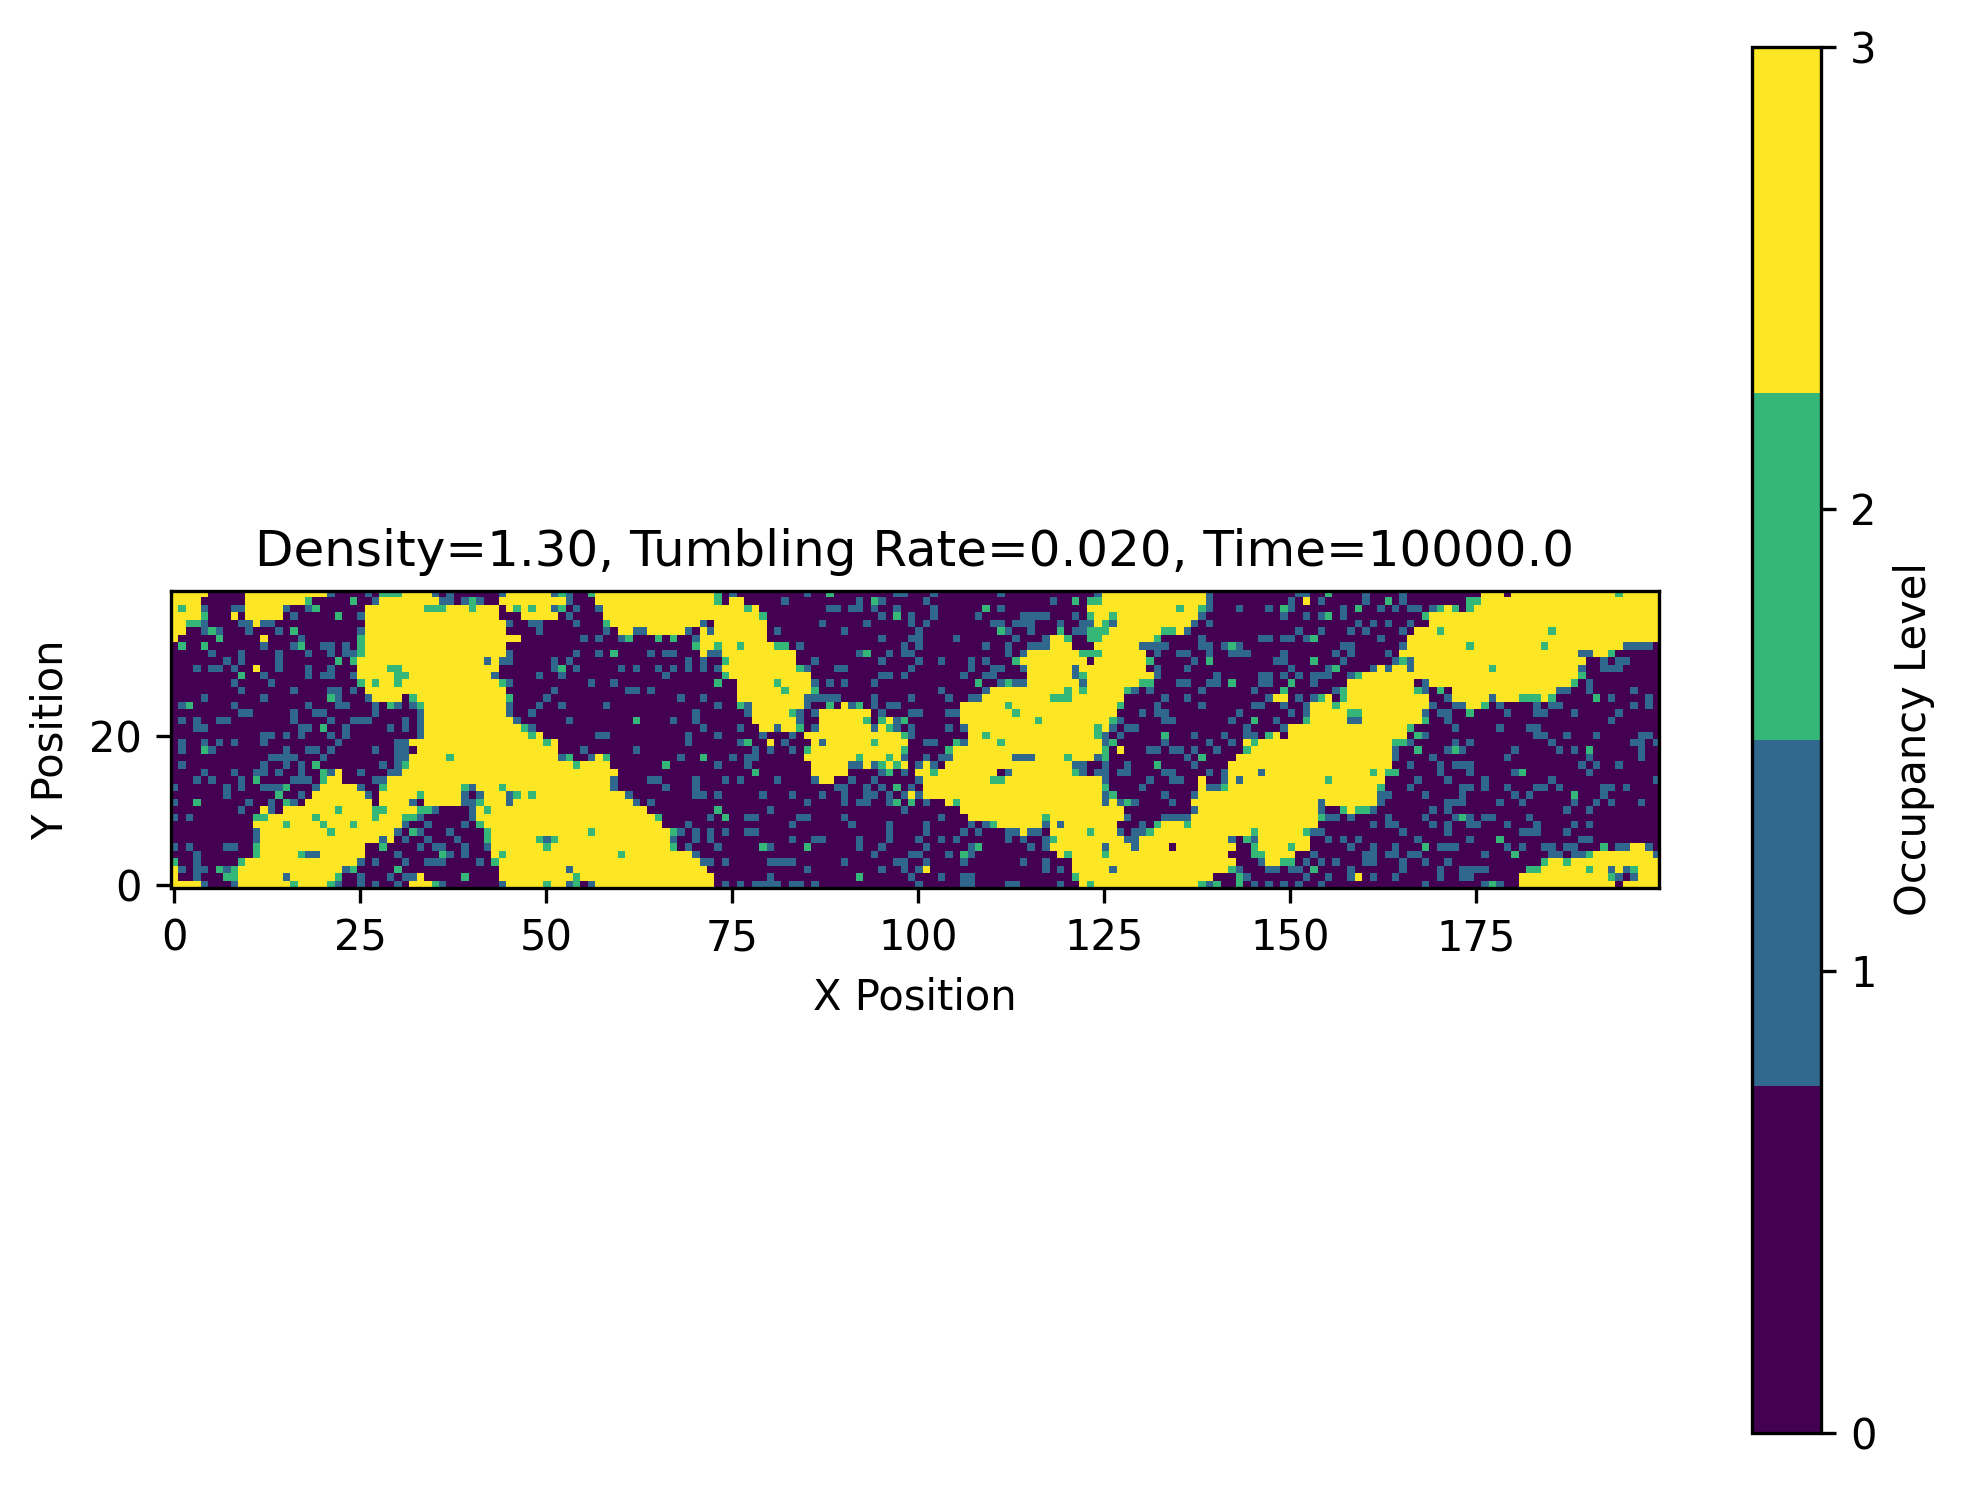 Density=1.30, Tumbling Rate=0.020, Time=10000.0
Y Position
20
0
0 25 50 75 100 125 150 175
X Position
3
2
1
0
Occupancy Level